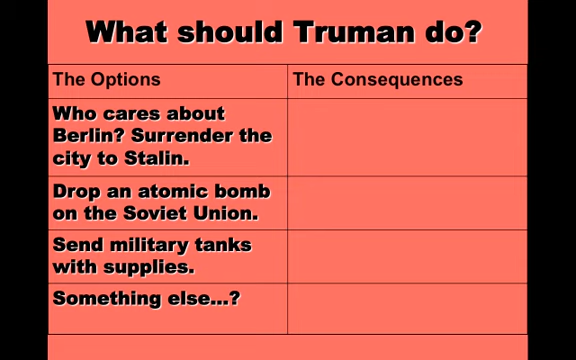 What should Truman do?
The Options
The Consequences
Who cares about
Berlin? Surrender the
city to Stalin.
Drop an atomic bomb
on the Soviet Union.
Send military tanks
with supplies.
Something else...?